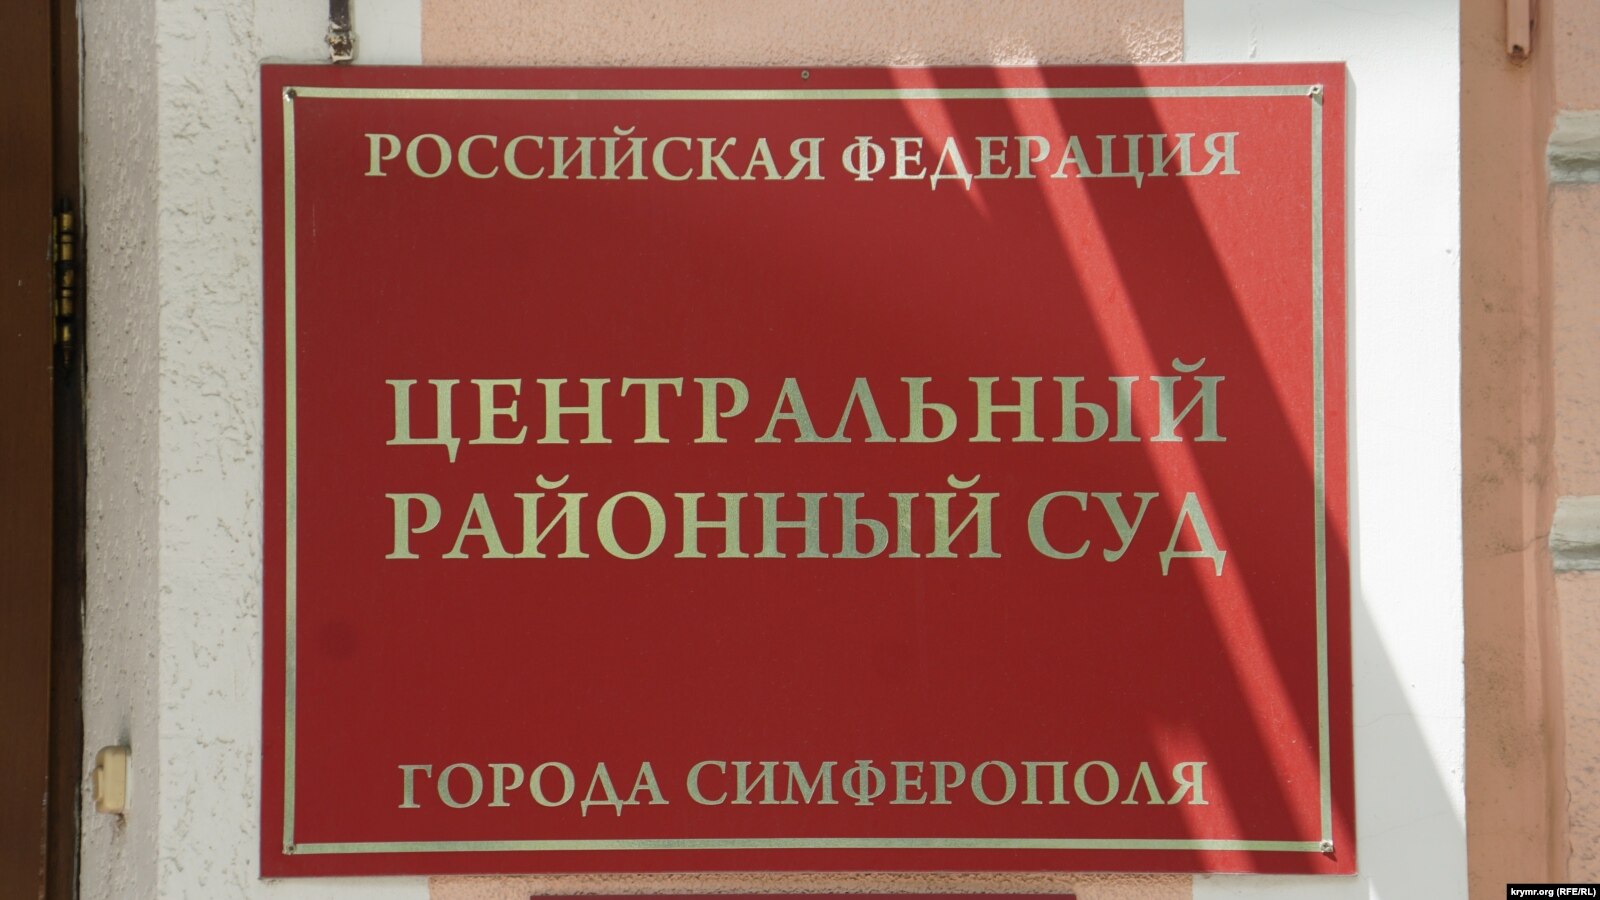 РОССИЙСКАЯ ФЕДЕРАЦИЯ
ЦЕНТРАЛЬНЫЙ
РАЙОННЫЙ СУД
ГОРОДА СИМФЕРОПОЛЯ
krymr.org (RFE/RL)